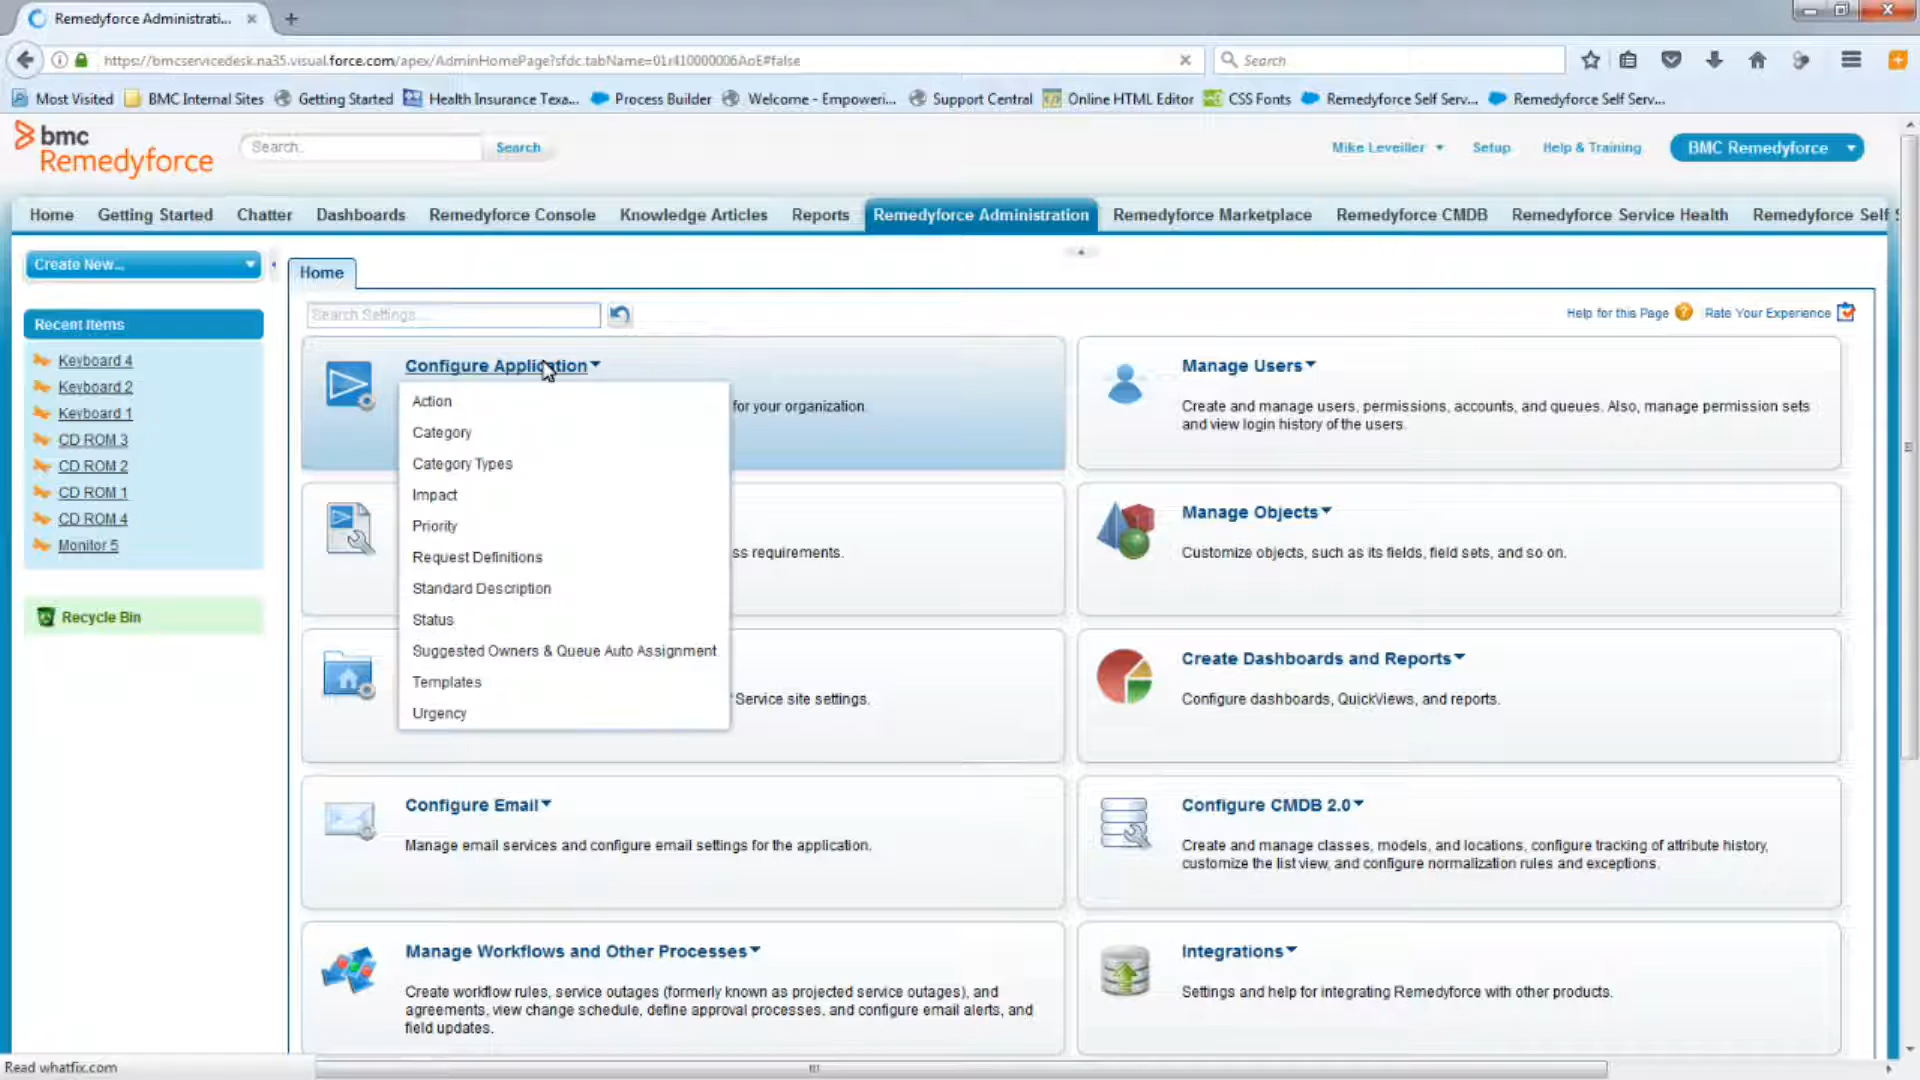 Remedyforce Administrati...
https://bmcservicedesk.na35.visual.force.com/apex/AdminHomePage?sfdc.tabName=01r410000006AoE#false
Search
Most Visited BMC Internal Sites Getting Started Health Insurance Texa... Process Builder Welcome - Empoweri... Support Central Online HTML Editor CSS Fonts Remedyforce Self Serv... Remedyforce Self Serv...
bmc
Remedyforce
Search... Search
Mike Leveiller Setup Help & Training BMC Remedyforce
Home Getting Started Chatter Dashboards Remedyforce Console Knowledge Articles Reports Remedyforce Administration Remedyforce Marketplace Remedyforce CMDB Remedyforce Service Health Remedyforce Self S
Create New...
Recent Items
Keyboard 4
Keyboard 2
Keyboard 1
CD ROM 3
CD ROM 2
CD ROM 1
CD ROM 4
Monitor 5
Recycle Bin
Home
Search Settings...
Help for this Page Rate Your Experience
Configure Application
for your organization.
Action
Category
Category Types
Impact
Priority
Request Definitions
Standard Description
Status
Suggested Owners & Queue Auto Assignment
Templates
Urgency
ss requirements.
Service site settings.
Manage Users
Create and manage users, permissions, accounts, and queues. Also, manage permission sets
and view login history of the users.
Manage Objects
Customize objects, such as its fields, field sets, and so on.
Create Dashboards and Reports
Configure dashboards, QuickViews, and reports.
Configure Email
Manage email services and configure email settings for the application.
Configure CMDB 2.0
Create and manage classes, models, and locations, configure tracking of attribute history,
customize the list view, and configure normalization rules and exceptions.
Manage Workflows and Other Processes
Create workflow rules, service outages (formerly known as projected service outages), and
agreements, view change schedule, define approval processes, and configure email alerts, and
field updates.
Integrations
Settings and help for integrating Remedyforce with other products.
Read whatfix.com